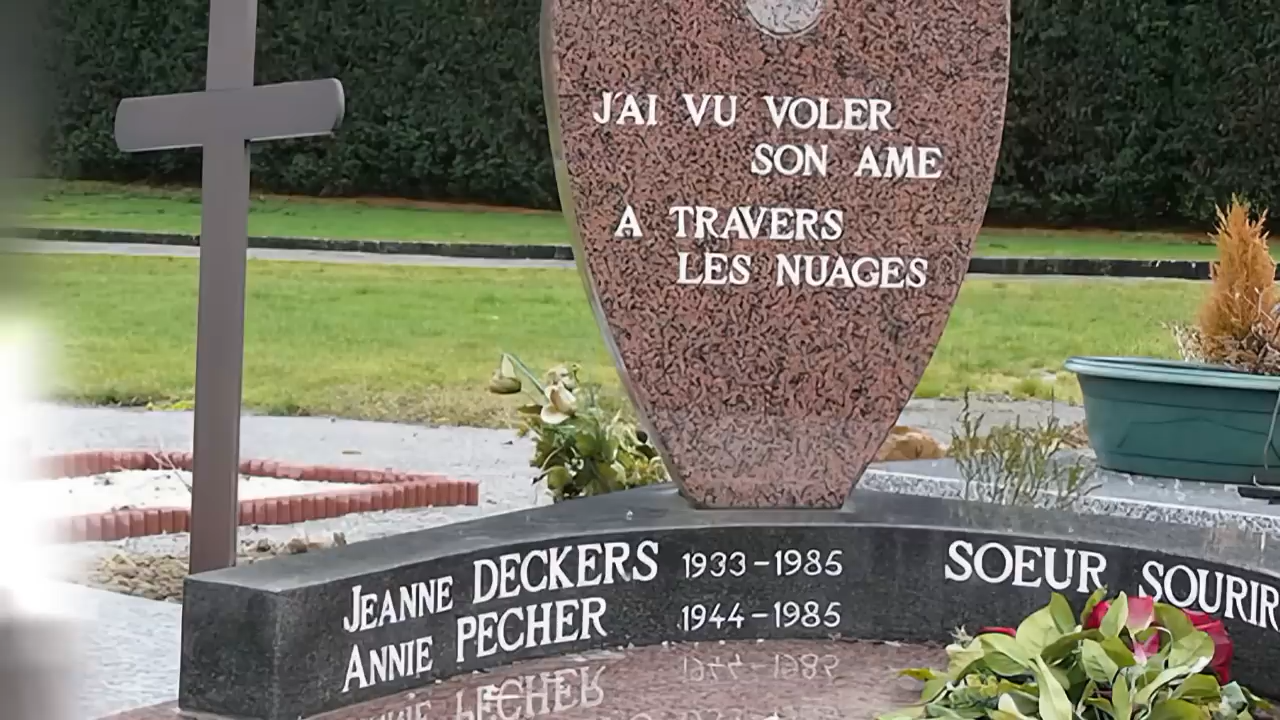 J'AI VU VOLER
SON AME
A TRAVERS
LES NUAGES
JEANNE DECKERS 1933-1985
ANNIE PECHER 1944-1985
SOEUR SOURIR